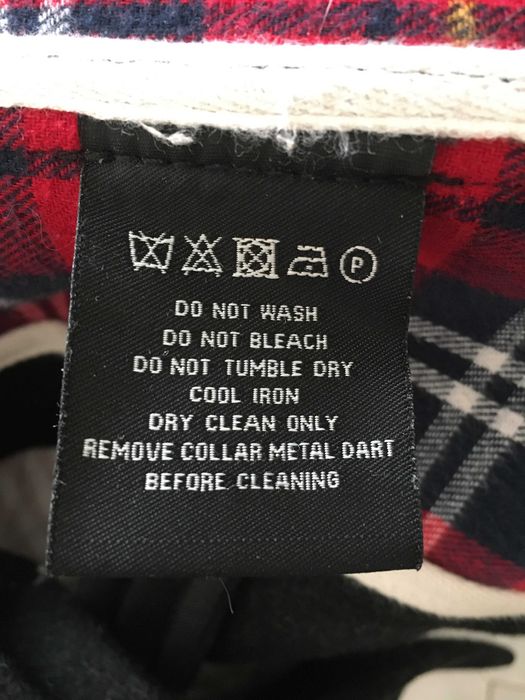 P
DO NOT WASH
DO NOT BLEACH
DO NOT TUMBLE DRY
COOL IRON
DRY CLEAN ONLY
REMOVE COLLAR METAL DART
BEFORE CLEANING